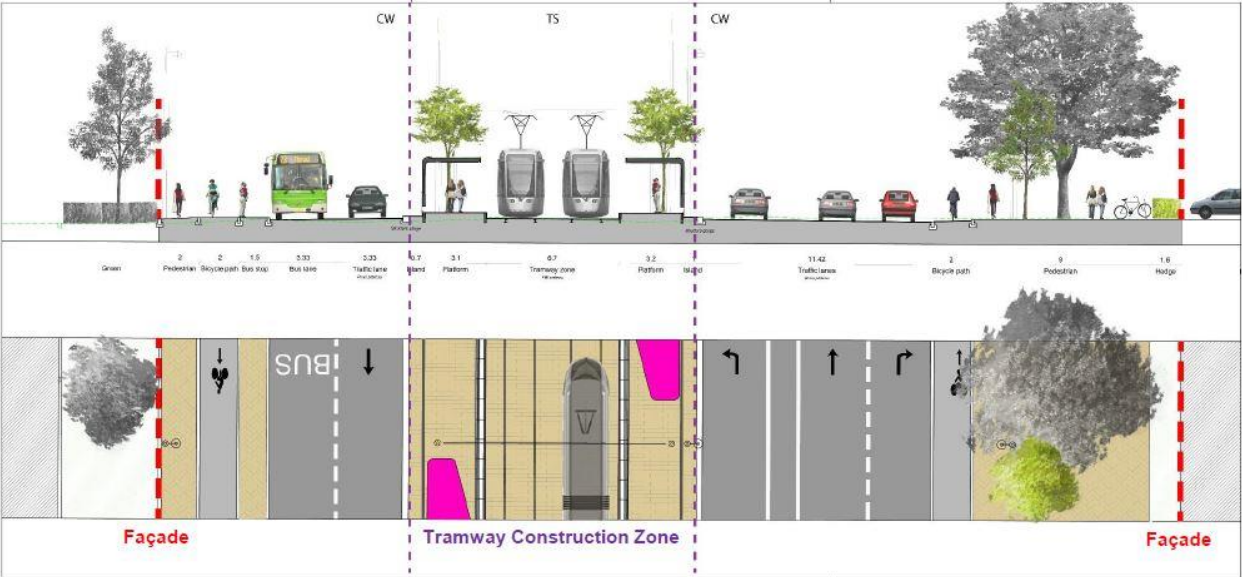 CW TS CW
2 2 1.5 3.33 3.33 0.7 3.1 6.7 3.2 11.42 2 9 1.6
Green Pedestrian Bicycle path Bus stop Bus lane Traffic lane Island Platform Tramway zone Platform Island Traffic lanes Bicycle path Pedestrian Hedge
BUS
Façade Tramway Construction Zone Façade